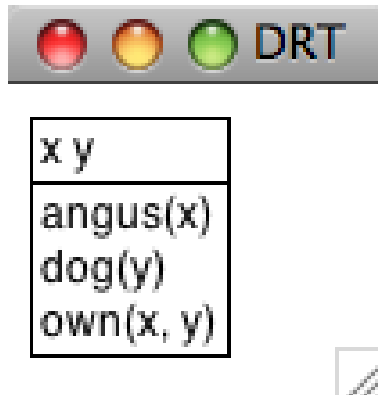 DRT
x y
angus(x)
dog(y)
own(x, y)